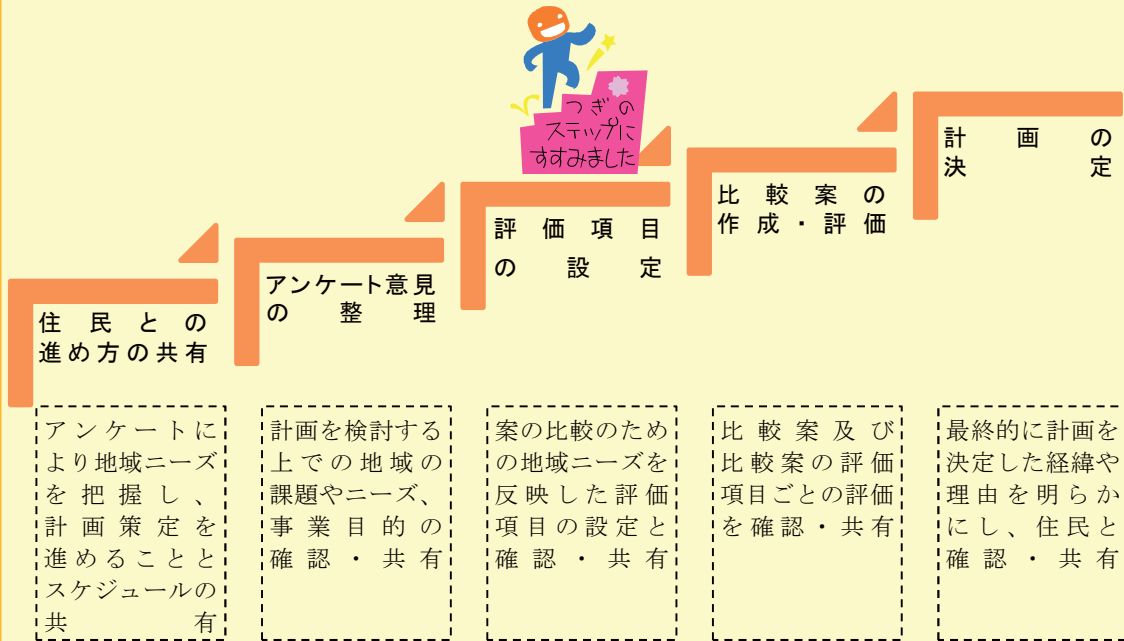 つぎの
ステップに
すすみました
住民との
進め方の共有
アンケート意見
の整理
評価項目
の設定
比較案の
作成・評価
計画の
決定
アンケートに
より地域ニーズ
を把握し、
計画策定を
進めることと
スケジュールの
共有
計画を検討する
上での地域の
課題やニーズ、
事業目的の
確認・共有
案の比較のため
の地域ニーズを
反映した評価
項目の設定と
確認・共有
比較案及び
比較案の評価
項目ごとの評価
を確認・共有
最終的に計画を
決定した経緯や
理由を明らか
にし、住民と
確認・共有